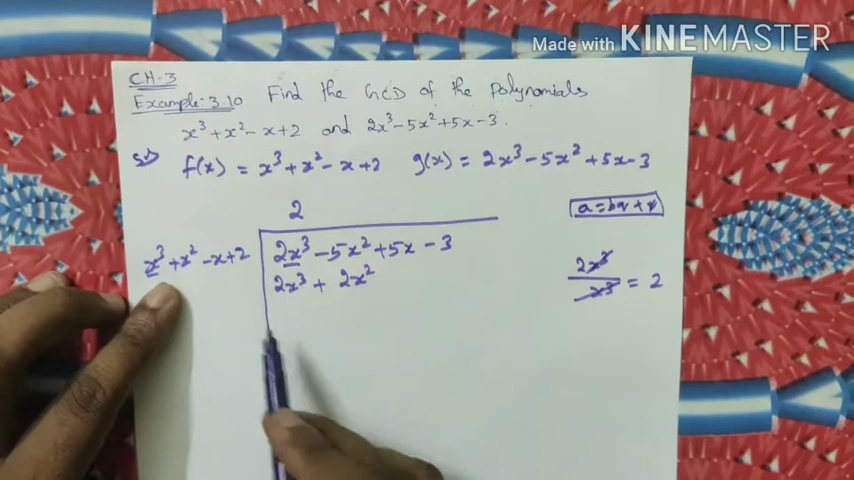 Made with KINEMASTER
CH-3
Example:-3.10 Find the GCD of the Polynomials
x³+x²-x+2 and 2x³-5x²+5x-3.
Sol f(x) = x³+x²-x+2 g(x) = 2x³-5x²+5x-3
2
a=bq+r
x³+x²-x+2 2x³-5x²+5x-3
2x³+ 2x²
2x³
x³ = 2